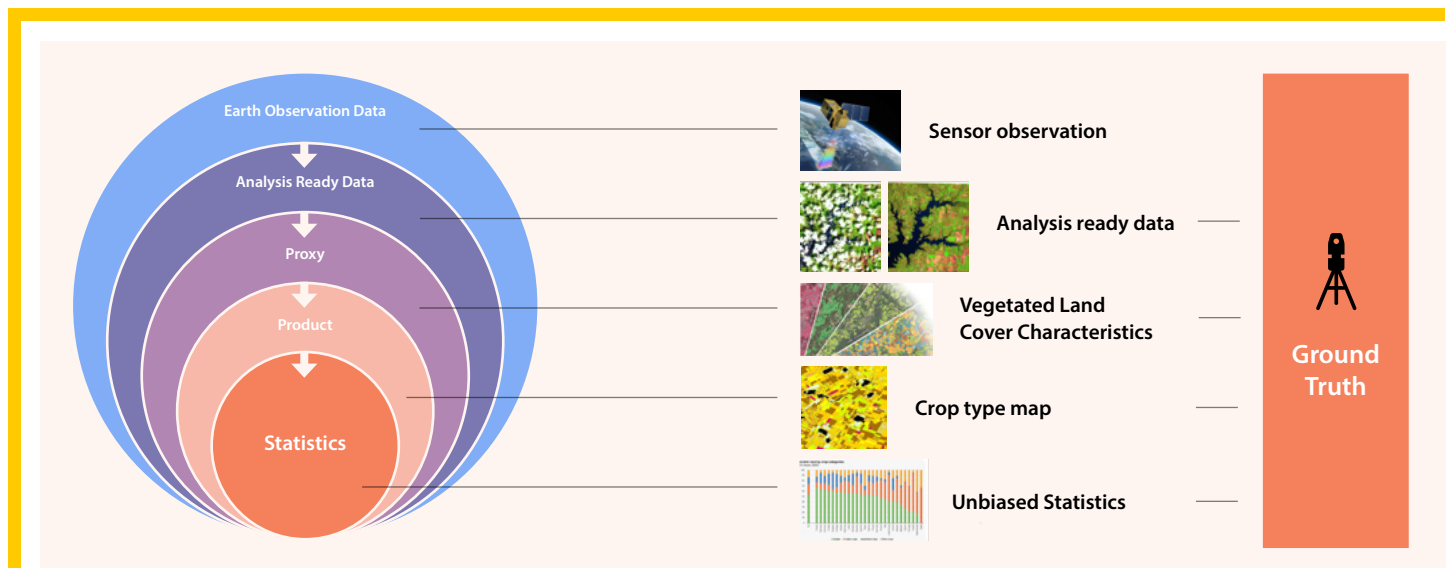 Earth Observation Data
Analysis Ready Data
Proxy
Product
Statistics
Sensor observation
Analysis ready data
Vegetated Land
Cover Characteristics
Crop type map
Unbiased Statistics
Ground
Truth